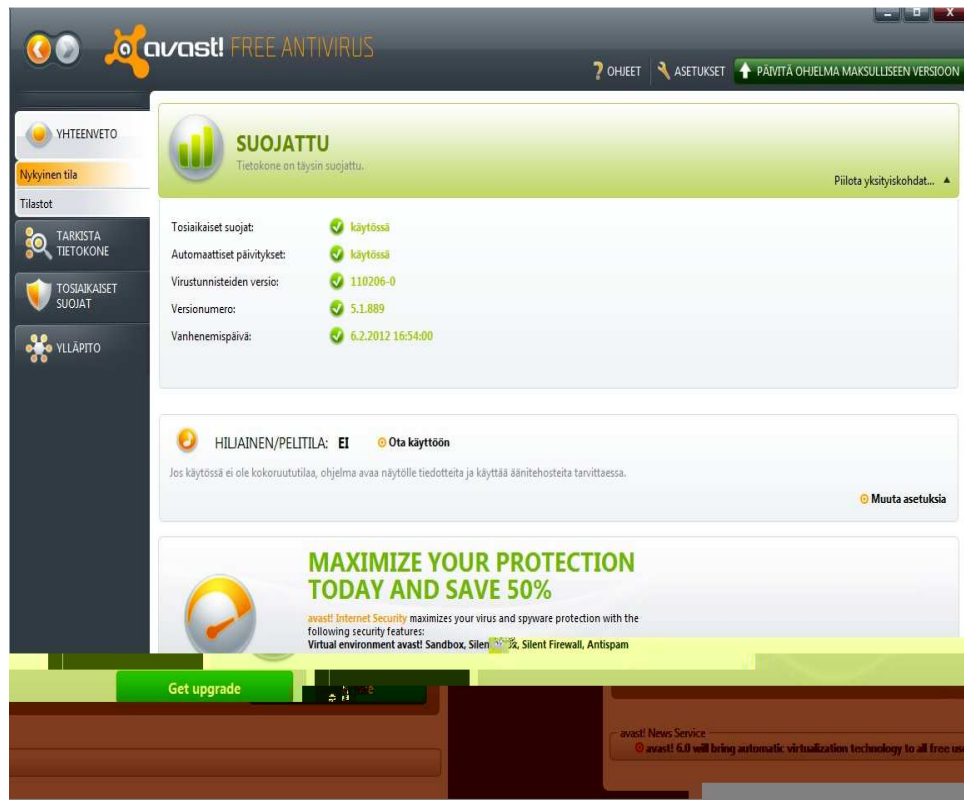 avast! FREE ANTIVIRUS
? OHJEET
ASETUKSET
PÄIVITÄ OHJELMA MAKSULLISEEN VERSIOON
YHTEENVETO
Nykyinen tila
Tilastot
TARKISTA
TIETOKONE
TOSIAIKAISET
SUOJAT
YLLÄPITO
SUOJATTU
Tietokone on täysin suojattu.
Piilota yksityiskohdat...
Tosiaikaiset suojat: käytössä
Automaattiset päivitykset: käytössä
Virustunnisteiden versio: 110206-0
Versionumero: 5.1.889
Vanhenemispäivä: 6.2.2012 16:54:00
HILJAINEN/PELITILA: EI Ota käyttöön
Jos käytössä ei ole kokoruututilaa, ohjelma avaa näytölle tiedotteita ja käyttää äänitehosteita tarvittaessa.
Muuta asetuksia
MAXIMIZE YOUR PROTECTION
TODAY AND SAVE 50%
avast! Internet Security maximizes your virus and spyware protection with the
following security features:
Virtual environment avast! Sandbox, Silent Firewall, Antispam
Get upgrade
avast! News Service
avast! 6.0 will bring automatic virtualization technology to all free